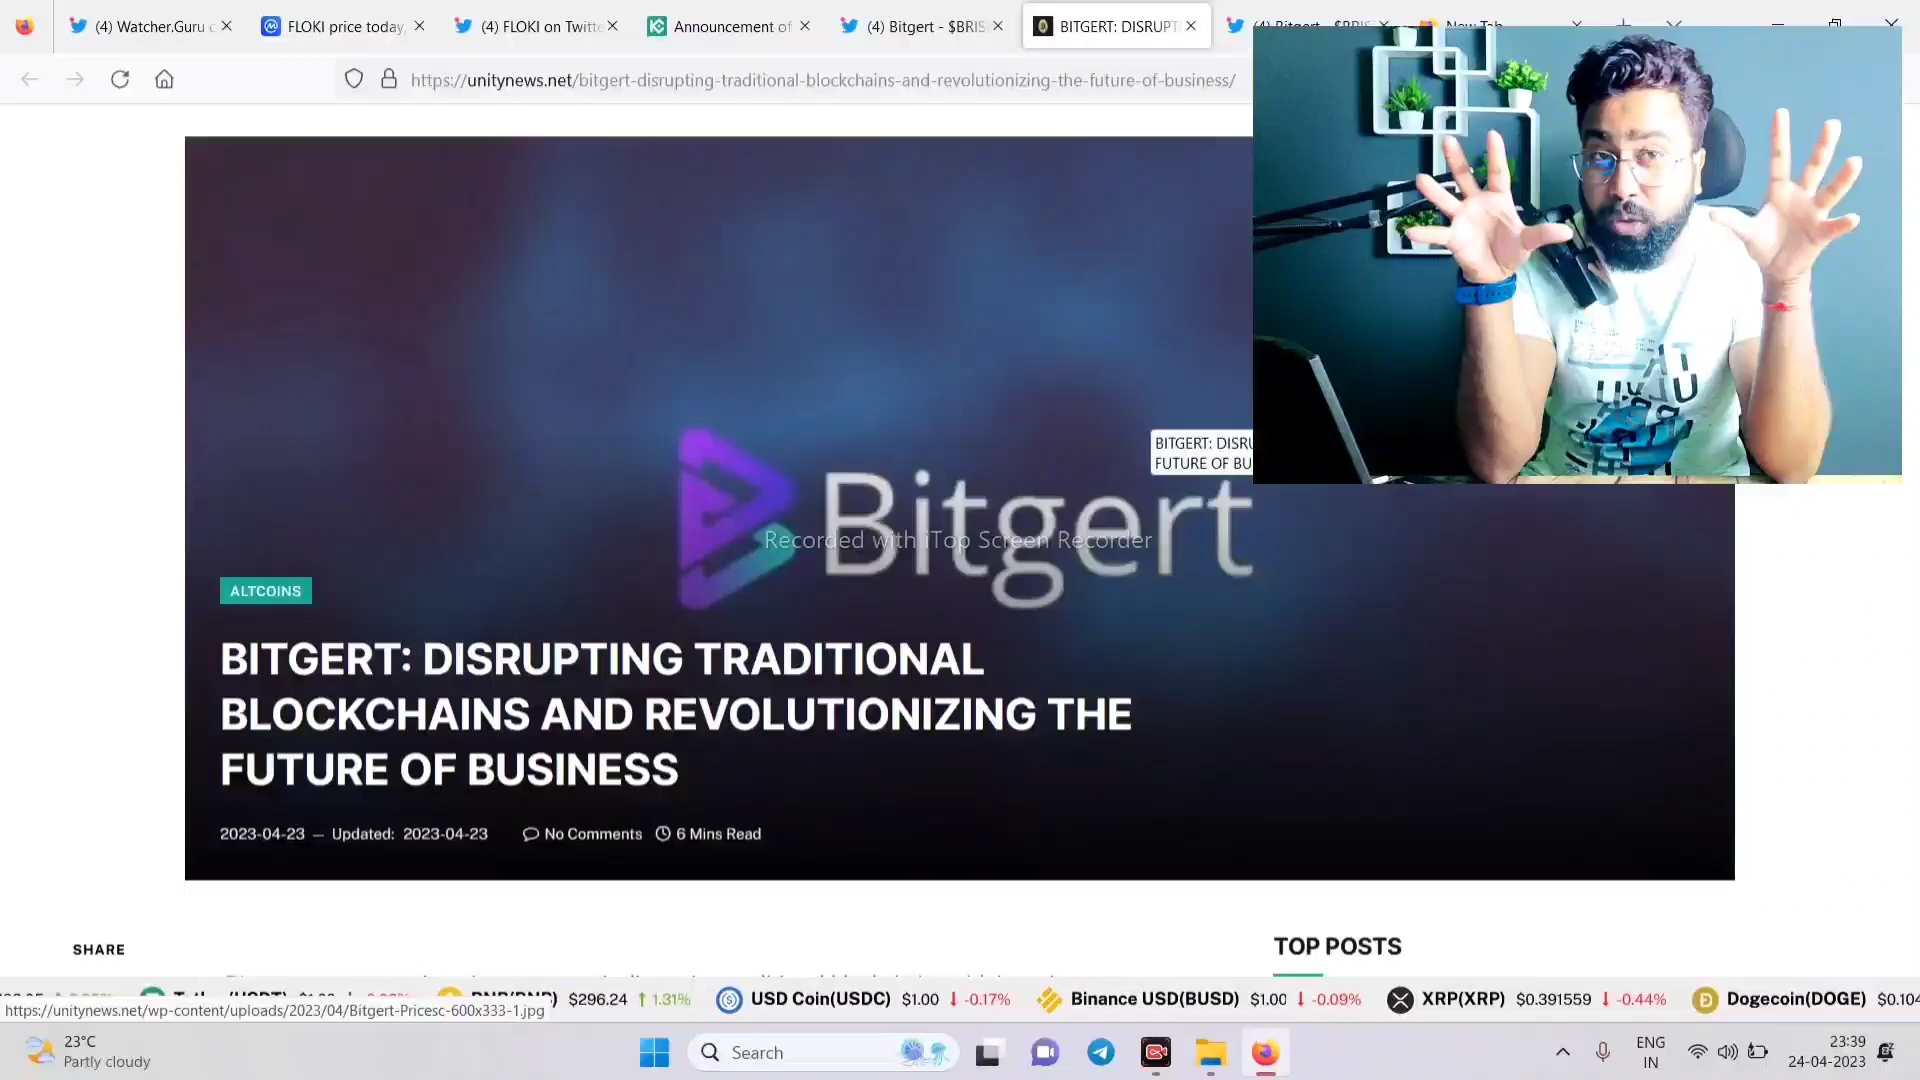 (4) Watcher.Guru
FLOKI price today,
(4) FLOKI on Twitte
Announcement of
(4) Bitgert - $BRIS
BITGERT: DISRUPT
https://unitynews.net/bitgert-disrupting-traditional-blockchains-and-revolutionizing-the-future-of-business/
BITGERT: DISRU
FUTURE OF BU
Bitgert
Recorded with iTop Screen Recorder
ALTCOINS
BITGERT: DISRUPTING TRADITIONAL
BLOCKCHAINS AND REVOLUTIONIZING THE
FUTURE OF BUSINESS
2023-04-23 — Updated: 2023-04-23 No Comments 6 Mins Read
SHARE
TOP POSTS
$296.24 ↑ 1.31% USD Coin(USDC) $1.00 ↓ -0.17% Binance USD(BUSD) $1.00 ↓ -0.09% XRP(XRP) $0.391559 ↓ -0.44% Dogecoin(DOGE) $0.104
https://unitynews.net/wp-content/uploads/2023/04/Bitgert-Pricesc-600x333-1.jpg
23°C
Partly cloudy
Search
ENG
IN
23:39
24-04-2023